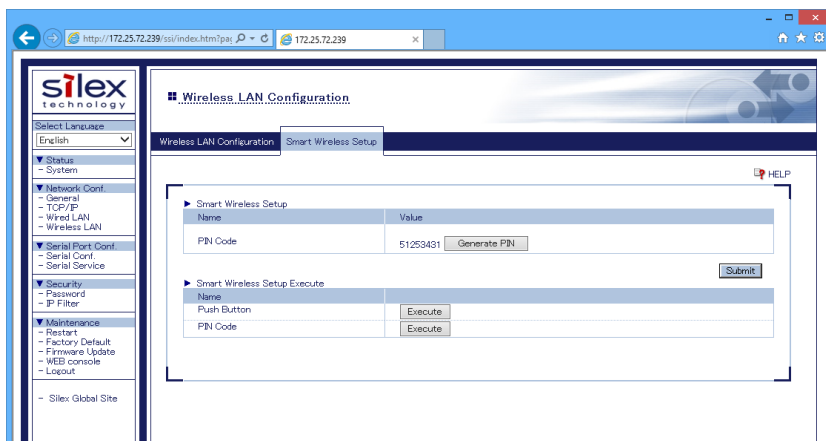 http://172.25.72.239/ssi/index.htm?pag
172.25.72.239
silex
technology
Select Language
English
▼ Status
- System
▼ Network Conf.
- General
- TCP/IP
- Wired LAN
- Wireless LAN
▼ Serial Port Conf.
- Serial Conf.
- Serial Service
▼ Security
- Password
- IP Filter
▼ Maintenance
- Restart
- Factory Default
- Firmware Update
- WEB console
- Logout
- Silex Global Site
Wireless LAN Configuration
Wireless LAN Configuration Smart Wireless Setup
HELP
▶ Smart Wireless Setup
Name Value
PIN Code 51253431 Generate PIN
Submit
▶ Smart Wireless Setup Execute
Name
Push Button Execute
PIN Code Execute